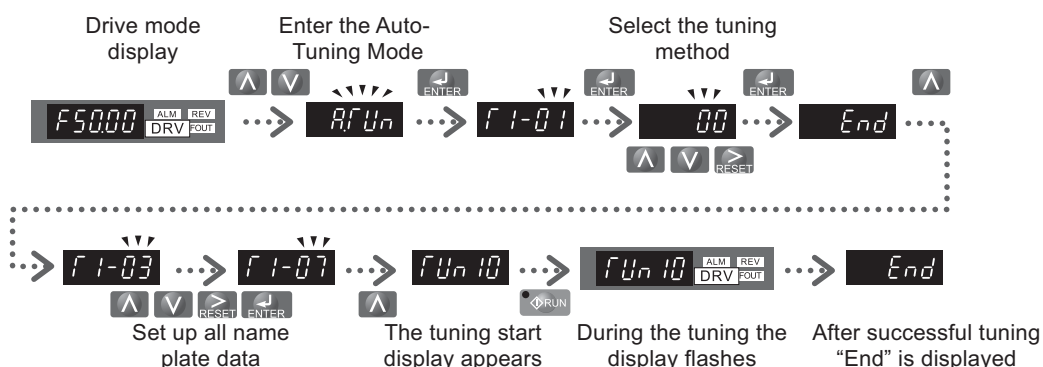 Drive mode
display
Enter the Auto-
Tuning Mode
Select the tuning
method
ENTER
ENTER
ENTER
F50.00
ALM REV
DRV FOUT
A.TUn
T1-01
00
End
RESET
T1-03
T1-07
TUn10
TUn10
ALM REV
DRV FOUT
End
RESET
ENTER
RUN
Set up all name
plate data
The tuning start
display appears
During the tuning the
display flashes
After successful tuning
“End” is displayed